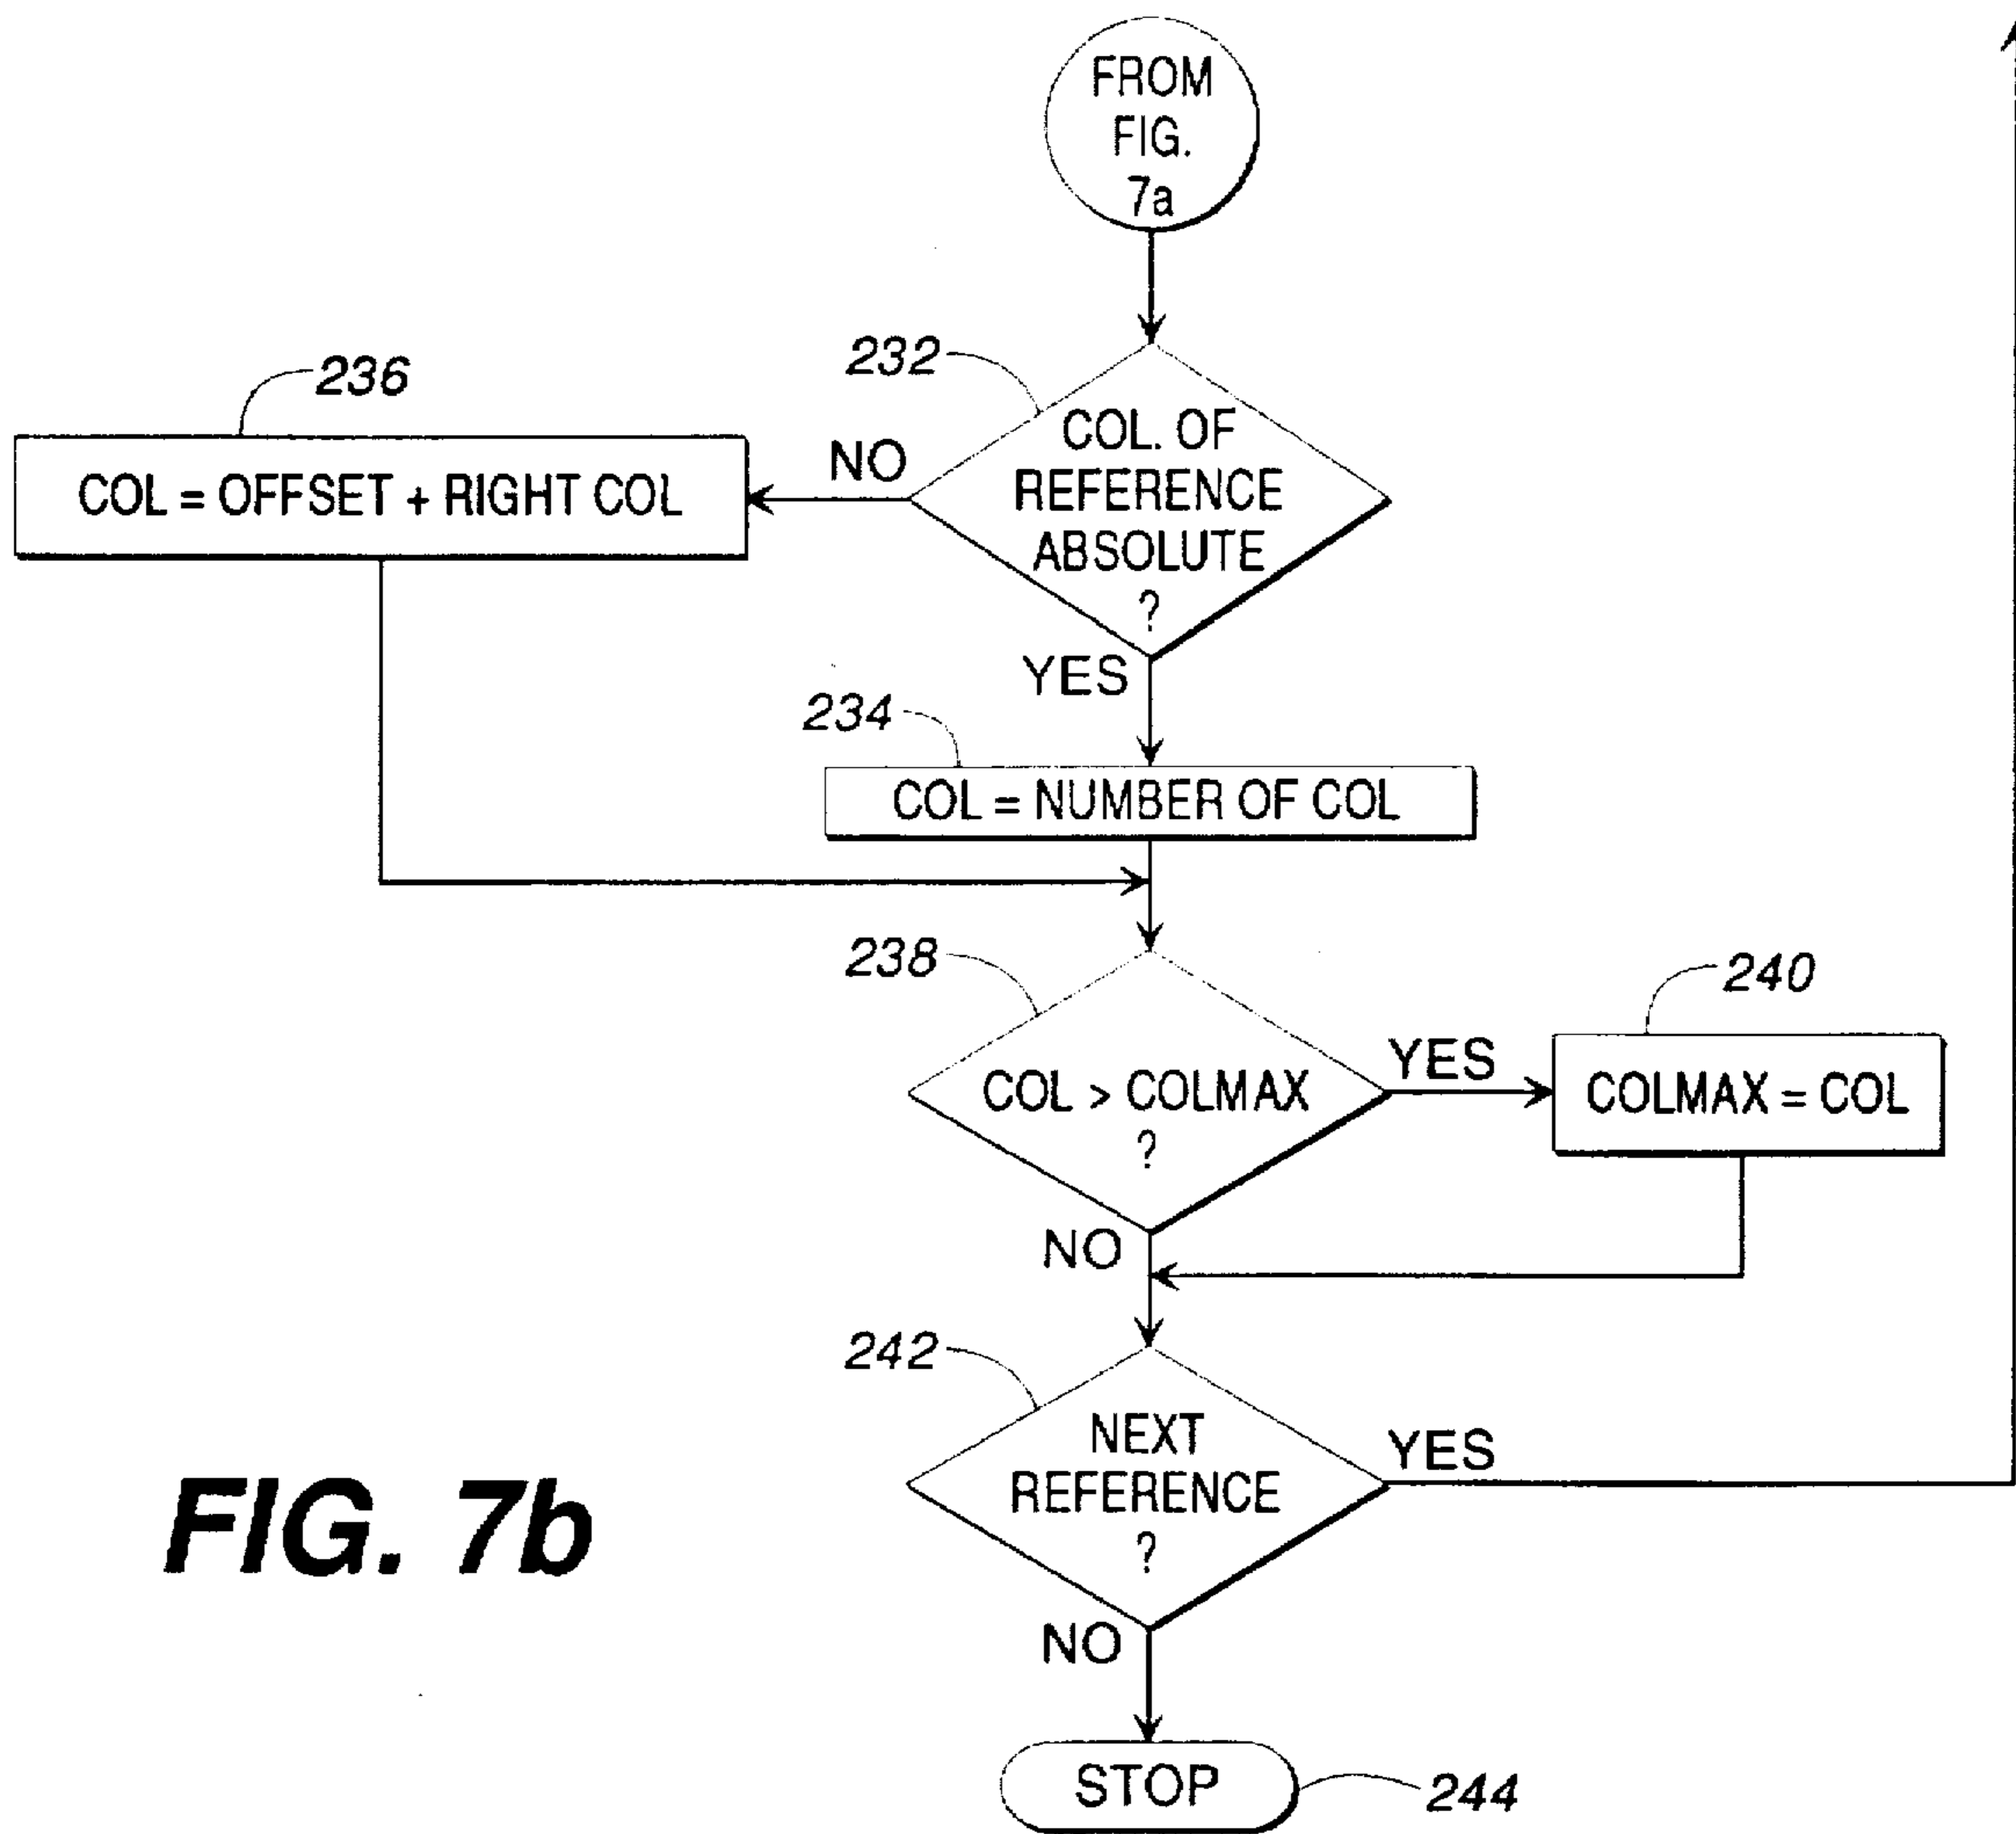 FROM
FIG.
7a
232
COL. OF
REFERENCE
ABSOLUTE
?
NO
236
COL = OFFSET + RIGHT COL
YES
234
COL = NUMBER OF COL
238
COL > COLMAX
?
YES
240
COLMAX = COL
NO
242
NEXT
REFERENCE
?
YES
NO
STOP
244
FIG. 7b